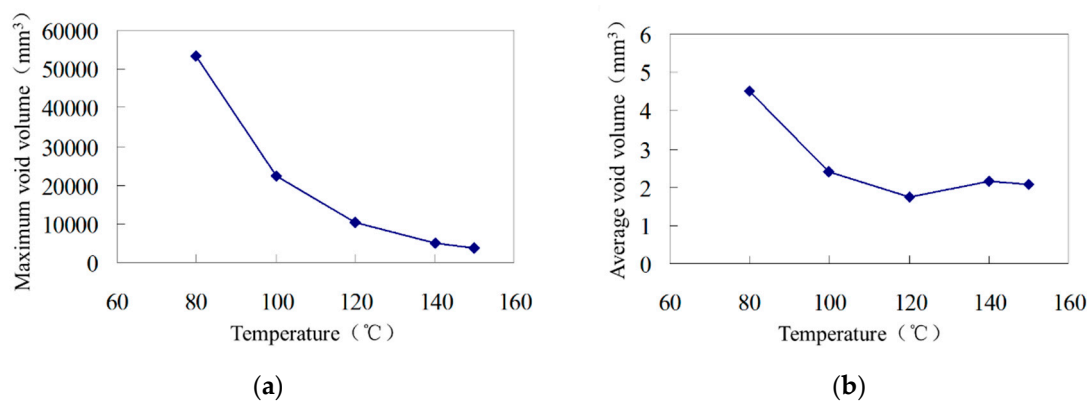 Maximum void volume（mm³）
60000
50000
40000
30000
20000
10000
0
60 80 100 120 140 160
Temperature（℃）
(a)
Average void volume（mm³）
6
5
4
3
2
1
0
60 80 100 120 140 160
Temperature（℃）
(b)